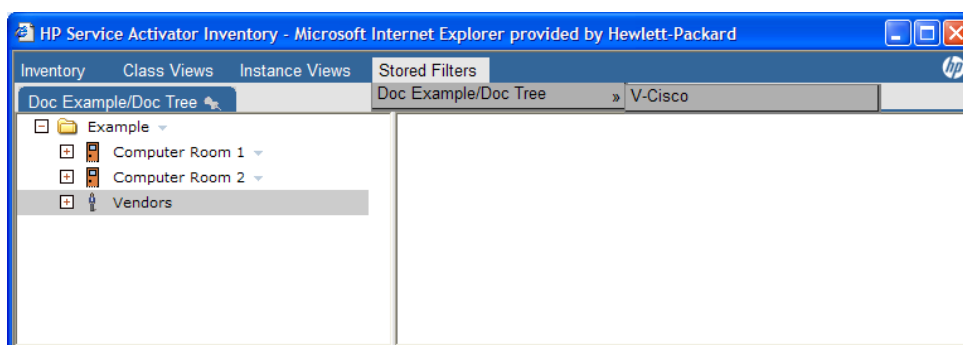 HP Service Activator Inventory - Microsoft Internet Explorer provided by Hewlett-Packard
Inventory Class Views Instance Views Stored Filters
hp
Doc Example/Doc Tree » V-Cisco
Doc Example/Doc Tree
Example
Computer Room 1
Computer Room 2
Vendors